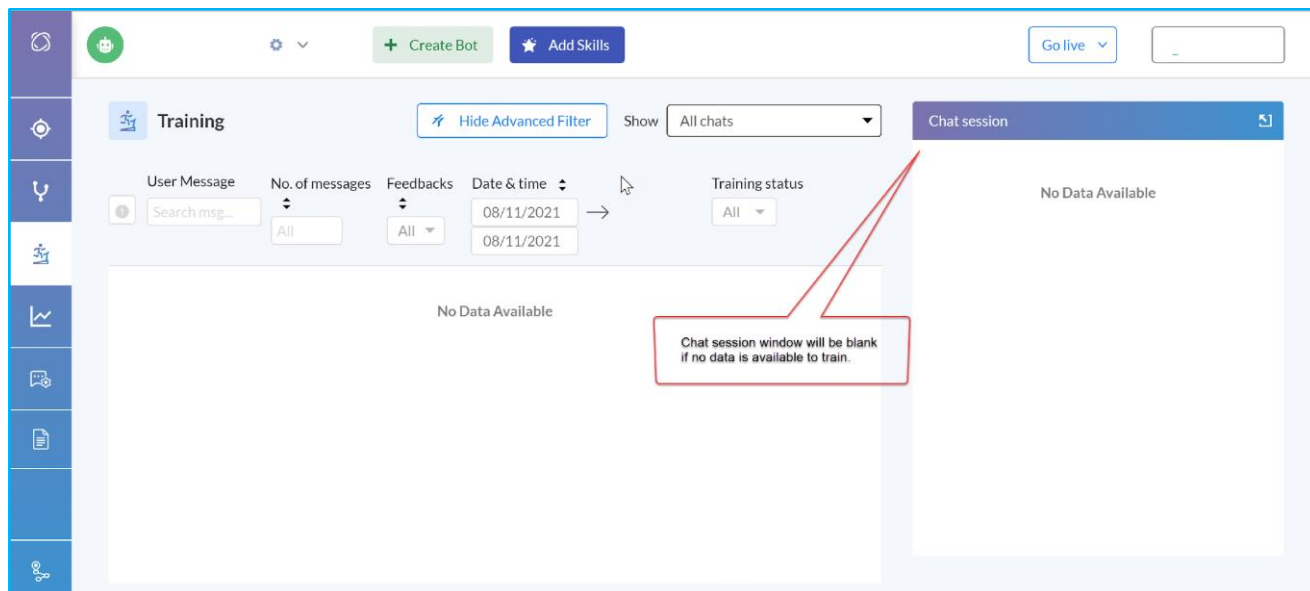 + Create Bot
Add Skills
Go live
Training
Hide Advanced Filter
Show
All chats
Chat session
User Message
No. of messages
Feedbacks
Date & time
Training status
Search msg...
All
All
08/11/2021
08/11/2021
All
No Data Available
No Data Available
Chat session window will be blank
if no data is available to train.